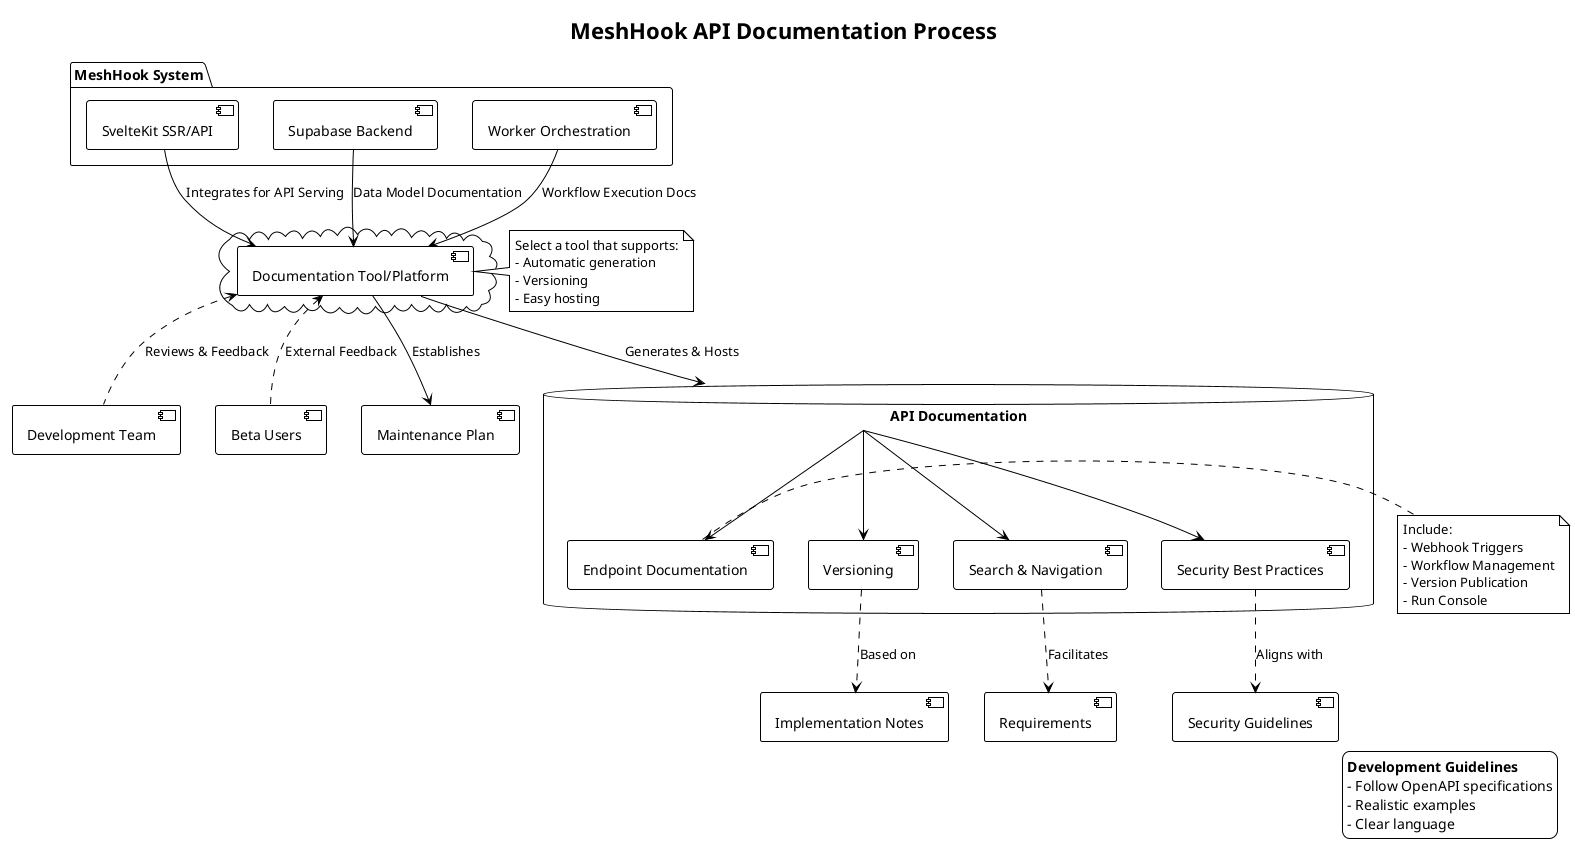 MeshHook API Documentation Process
MeshHook System
SvelteKit SSR/API
Supabase Backend
Worker Orchestration
Integrates for API Serving
Data Model Documentation
Workflow Execution Docs
Documentation Tool/Platform
Select a tool that supports:
- Automatic generation
- Versioning
- Easy hosting
Reviews & Feedback
External Feedback
Establishes
Generates & Hosts
Development Team
Beta Users
Maintenance Plan
API Documentation
Endpoint Documentation
Versioning
Search & Navigation
Security Best Practices
Include:
- Webhook Triggers
- Workflow Management
- Version Publication
- Run Console
Based on
Facilitates
Aligns with
Implementation Notes
Requirements
Security Guidelines
Development Guidelines
- Follow OpenAPI specifications
- Realistic examples
- Clear language